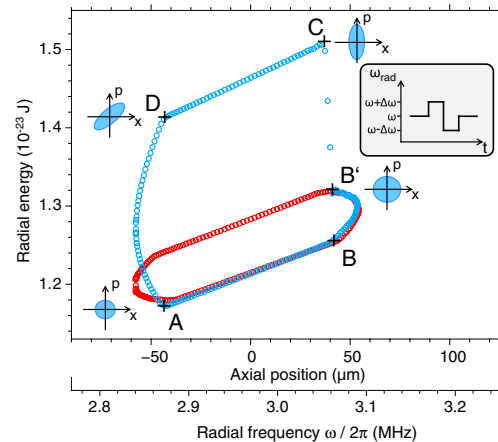 C
p
x
1.5
D
p
x
ω_rad
ω+Δω
ω
ω-Δω
t
1.4
Radial energy (10⁻²³ J)
B'
p
x
1.3
B
p
x
1.2
A
−50 0 50 100
Axial position (µm)
2.8 2.9 3.0 3.1 3.2
Radial frequency ω / 2π (MHz)